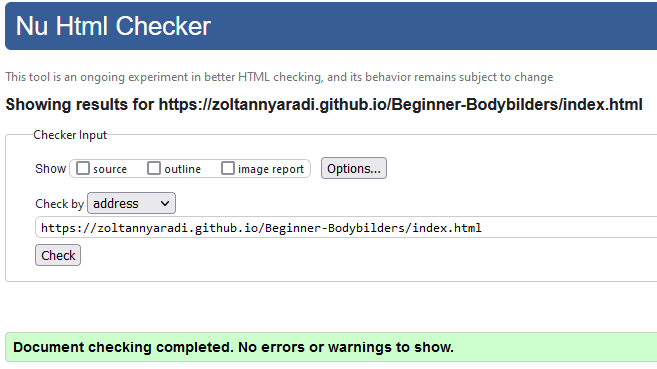 Nu Html Checker
This tool is an ongoing experiment in better HTML checking, and its behavior remains subject to change
Showing results for https://zoltannyaradi.github.io/Beginner-Bodybilders/index.html
Checker Input
Show source outline image report Options...
Check by address
https://zoltannyaradi.github.io/Beginner-Bodybilders/index.html
Check
Document checking completed. No errors or warnings to show.